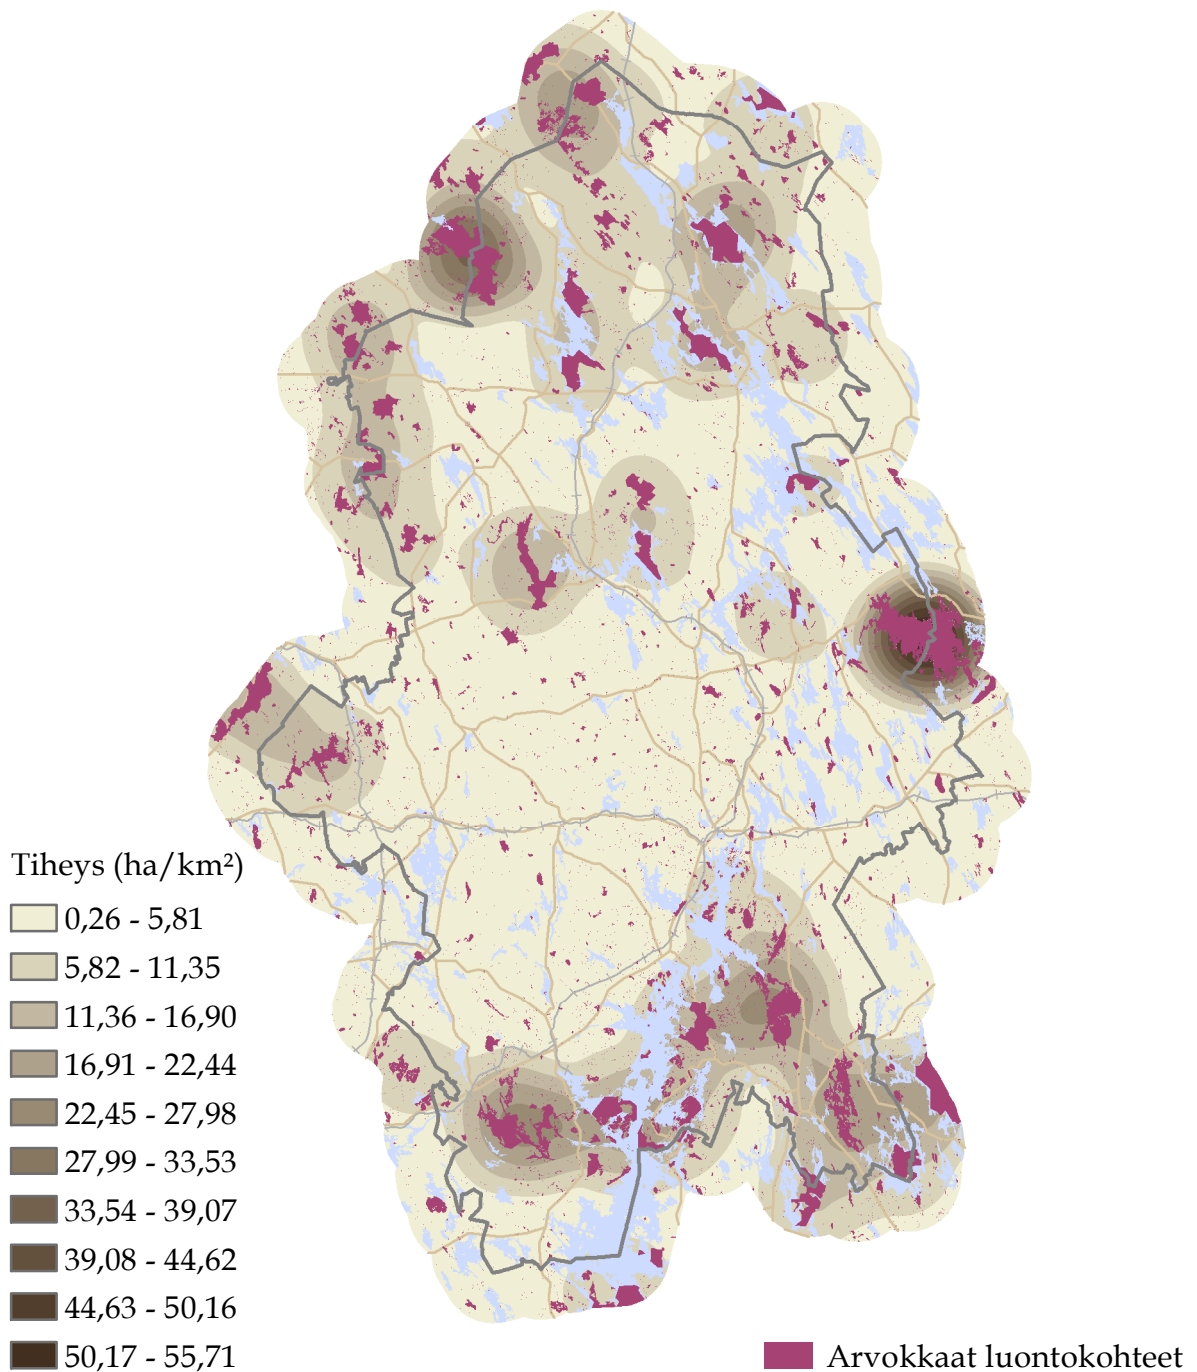 Tiheys (ha/km²)
0,26 - 5,81
5,82 - 11,35
11,36 - 16,90
16,91 - 22,44
22,45 - 27,98
27,99 - 33,53
33,54 - 39,07
39,08 - 44,62
44,63 - 50,16
50,17 - 55,71
Arvokkaat luontokohteet